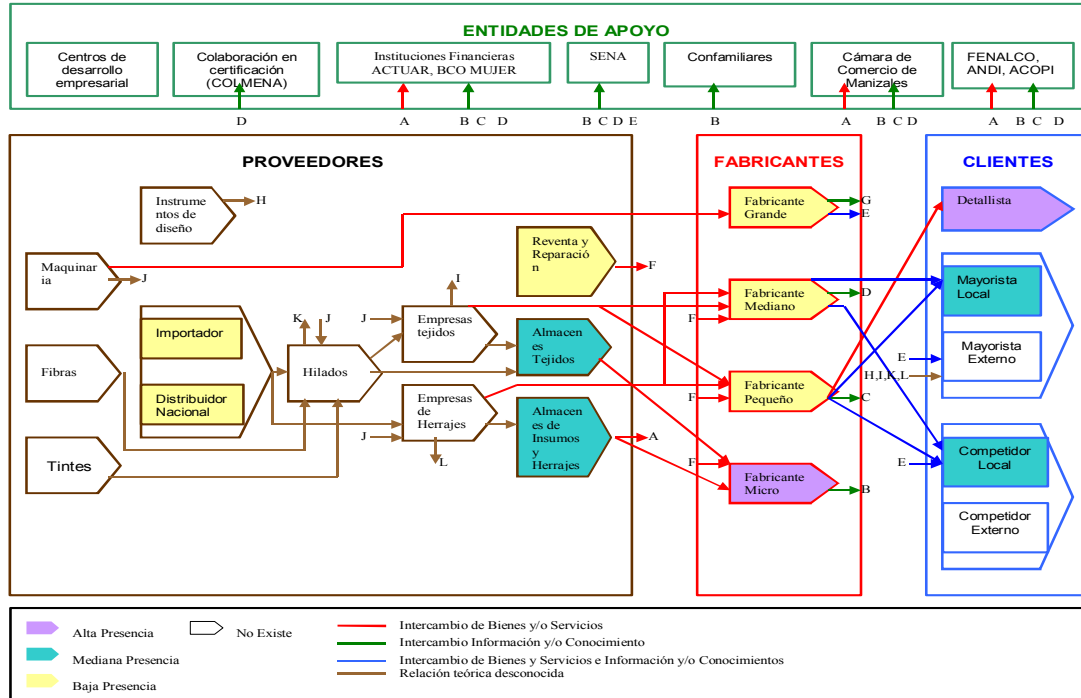 ENTIDADES DE APOYO
Centros de
desarrollo
empresarial
Colaboración en
certificación
(COLMENA)
Instituciones Financieras
ACTUAR, BCO MUJER
SENA
Confamiliares
Cámara de
Comercio de
Manizales
FENALCO,
ANDI, ACOPI
D
A
B C D
B C D E
B
A
B C D
A
B C D
PROVEEDORES
Instrumen
tos de
diseño
H
Maquinar
ia
J
Fibras
Tintes
Importador
Distribuidor
Nacional
K
J
Hilados
J
I
Empresas
tejidos
J
Empresas
de
Herrajes
L
Reventa y
Reparació
n
F
Almacen
es
Tejidos
Almacen
es de
Insumos
y
Herrajes
A
FABRICANTES
Fabricante
Grande
G
E
F
Fabricante
Mediano
D
F
Fabricante
Pequeño
C
F
Fabricante
Micro
B
CLIENTES
Detallista
Mayorista
Local
E
H,I,K,L
Mayorista
Externo
E
Competidor
Local
Competidor
Externo
Alta Presencia
Mediana Presencia
Baja Presencia
No Existe
Intercambio de Bienes y/o Servicios
Intercambio Información y/o Conocimiento
Intercambio de Bienes y Servicios e Información y/o Conocimientos
Relación teórica desconocida